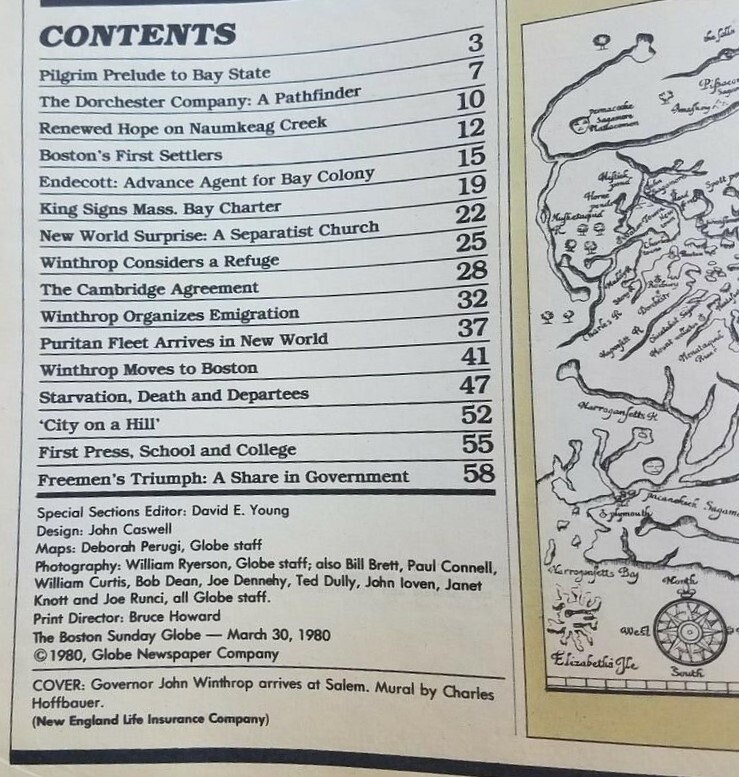 CONTENTS
Pilgrim Prelude to Bay State 3
The Dorchester Company: A Pathfinder 7
Renewed Hope on Naumkeag Creek 10
Boston's First Settlers 12
Endecott: Advance Agent for Bay Colony 15
King Signs Mass. Bay Charter 19
New World Surprise: A Separatist Church 22
Winthrop Considers a Refuge 25
The Cambridge Agreement 28
Winthrop Organizes Emigration 32
Puritan Fleet Arrives in New World 37
Winthrop Moves to Boston 41
Starvation, Death and Departees 47
'City on a Hill' 52
First Press, School and College 55
Freemen's Triumph: A Share in Government 58
Special Sections Editor: David E. Young
Design: John Caswell
Maps: Deborah Perugi, Globe staff
Photography: William Ryerson, Globe staff; also Bill Brett, Paul Connell,
William Curtis, Bob Dean, Joe Dennehy, Ted Dully, John Ioven, Janet
Knott and Joe Runci, all Globe staff.
Print Director: Bruce Howard
The Boston Sunday Globe — March 30, 1980
©1980, Globe Newspaper Company
COVER: Governor John Winthrop arrives at Salem. Mural by Charles
Hoffbauer.
(New England Life Insurance Company)
Sagamore
Horne
pond
Charles R
Narragansetts R
Narragansetts Bay
Elizabeths Ile
North
West
South